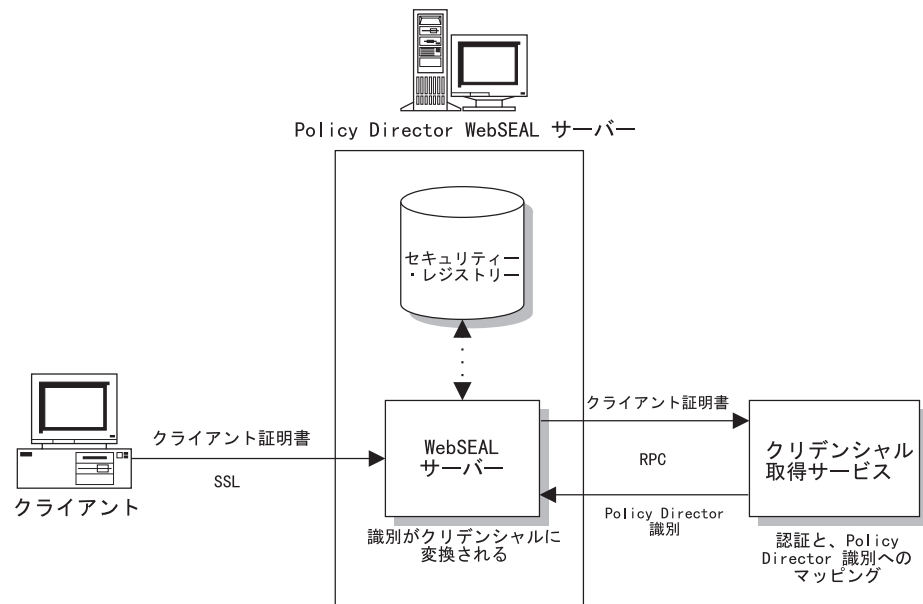 Policy Director WebSEAL サーバー
セキュリティー
・レジストリー
クライアント証明書
SSL
クライアント
WebSEAL
サーバー
識別がクリデンシャルに
変換される
クライアント証明書
RPC
Policy Director
識別
クリデンシャル
取得サービス
認証と、Policy
Director 識別への
マッピング